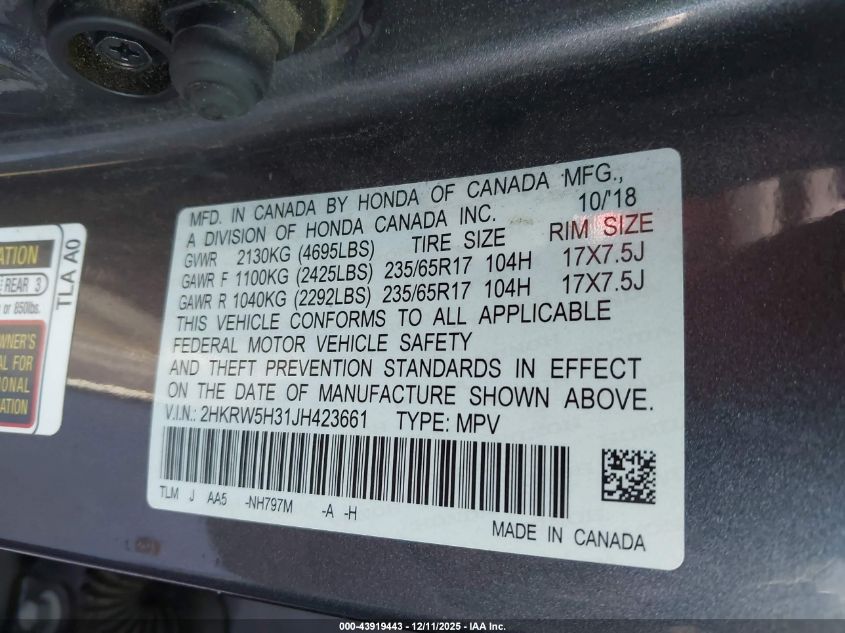 MFD. IN CANADA BY HONDA OF CANADA MFG.,
A DIVISION OF HONDA CANADA INC. 10/'18
GVWR 2130KG (4695LBS) TIRE SIZE RIM SIZE
GAWR F 1100KG (2425LBS) 235/65R17 104H 17X7.5J
GAWR R 1040KG (2292LBS) 235/65R17 104H 17X7.5J
THIS VEHICLE CONFORMS TO ALL APPLICABLE
FEDERAL MOTOR VEHICLE SAFETY
AND THEFT PREVENTION STANDARDS IN EFFECT
ON THE DATE OF MANUFACTURE SHOWN ABOVE.
V.I.N.: 2HKRW5H31JH423661 TYPE: MPV
TLM J AA5 -NH797M -A -H
MADE IN CANADA
REAR 3
or 850lbs.
TLA A0
000-43919443 - 12/11/2025 - IAA Inc.